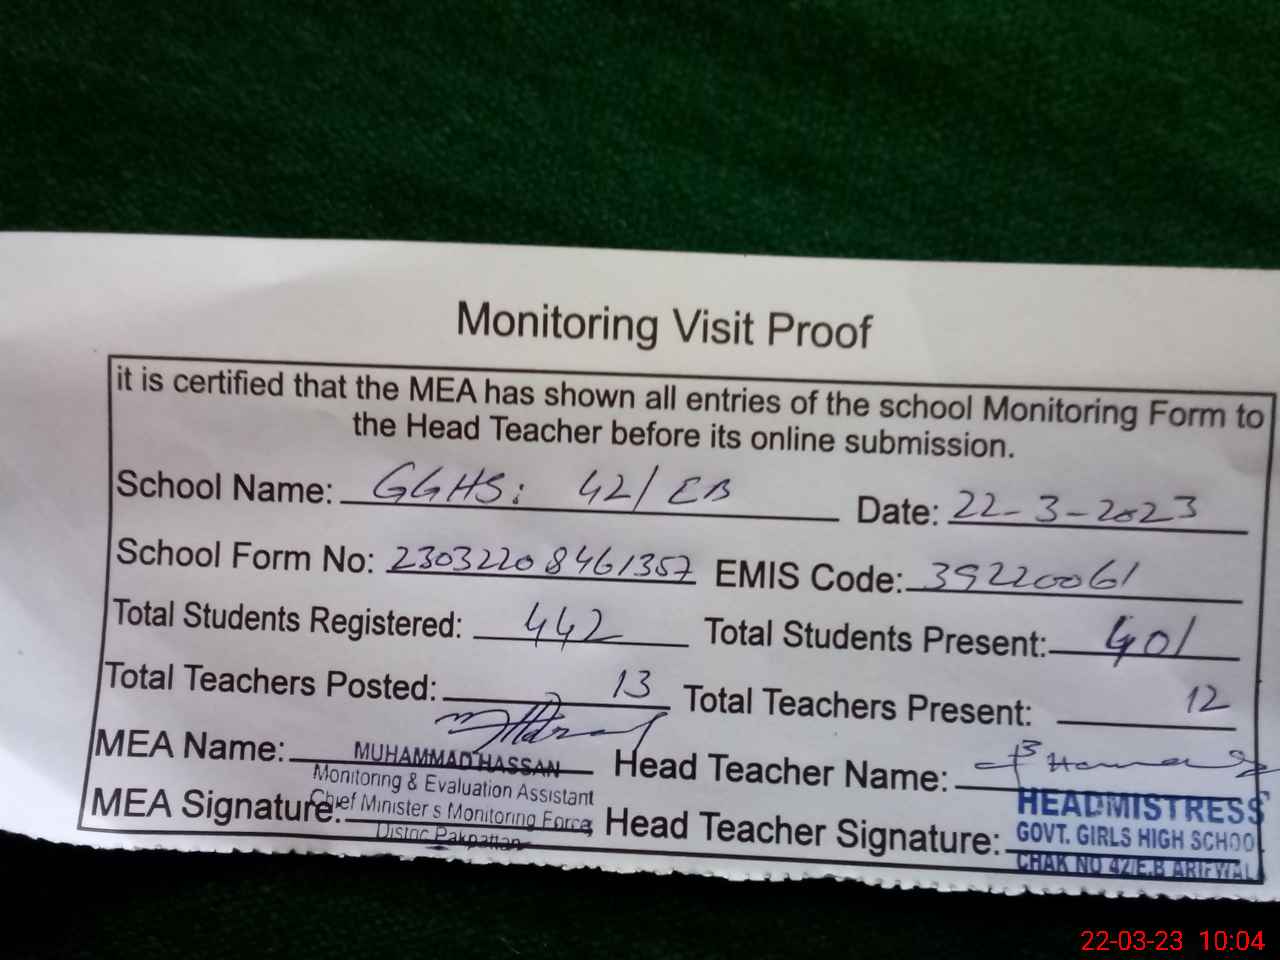 Monitoring Visit Proof
it is certified that the MEA has shown all entries of the school Monitoring Form to
the Head Teacher before its online submission.
School Name: GGHS: 42/EB Date: 22-3-2023
School Form No: 23032208461357 EMIS Code: 39220061
Total Students Registered: 442 Total Students Present: 401
Total Teachers Posted: 13 Total Teachers Present: 12
MEA Name: MUHAMMAD HASSAN Head Teacher Name:
Monitoring & Evaluation Assistant
HEADMISTRESS
MEA Signature: Chief Minister s Monitoring Force Head Teacher Signature: GOVT. GIRLS HIGH SCHOOL
Distric Pakpattan
CHAK NO 42/E.B ARIFWAL
22-03-23 10:04